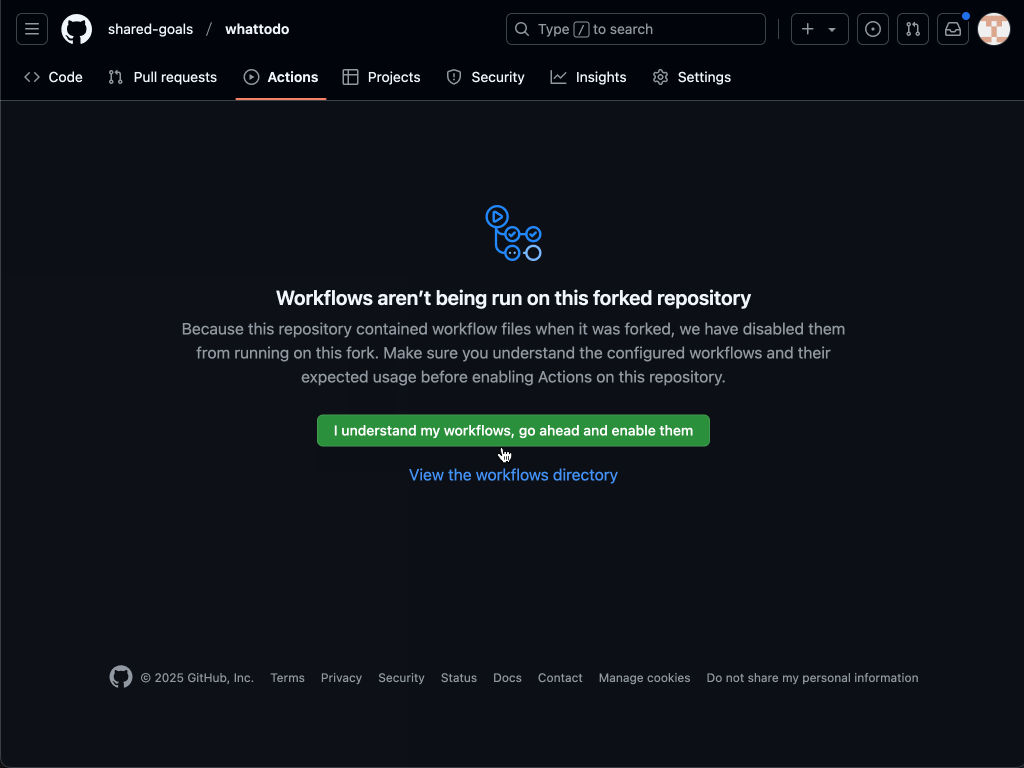 shared-goals / whattodo
Type / to search
Code Pull requests Actions Projects Security Insights Settings
Workflows aren’t being run on this forked repository
Because this repository contained workflow files when it was forked, we have disabled them
from running on this fork. Make sure you understand the configured workflows and their
expected usage before enabling Actions on this repository.
I understand my workflows, go ahead and enable them
View the workflows directory
© 2025 GitHub, Inc. Terms Privacy Security Status Docs Contact Manage cookies Do not share my personal information